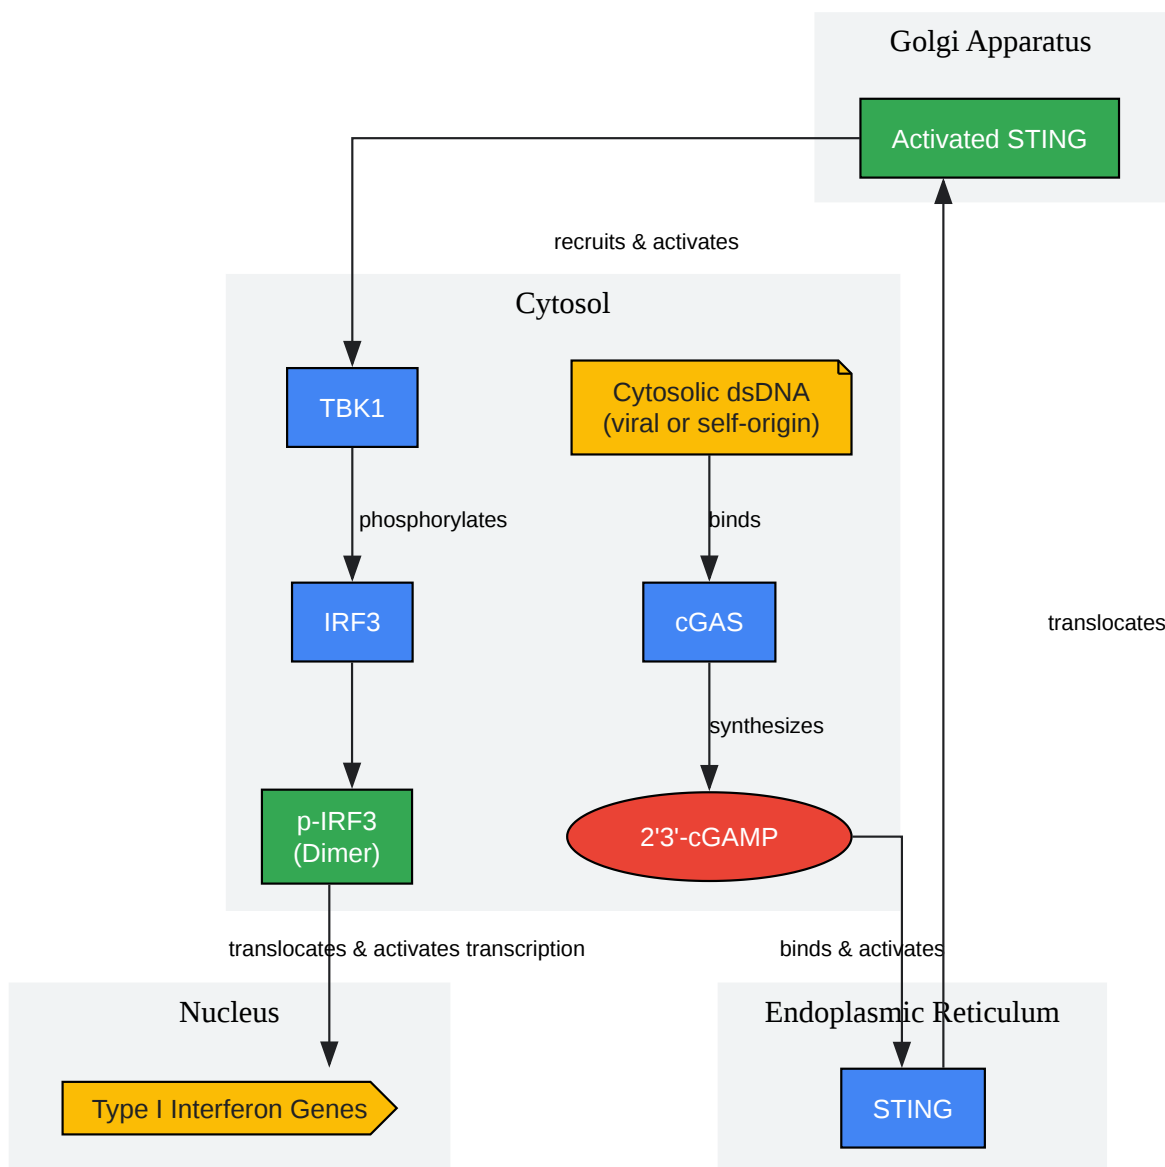 Golgi Apparatus
Activated STING
recruits & activates
Cytosol
TBK1
Cytosolic dsDNA
(viral or self-origin)
phosphorylates
binds
IRF3
cGAS
translocates
synthesizes
p-IRF3
(Dimer)
2'3'-cGAMP
translocates & activates transcription
binds & activates
Nucleus
Endoplasmic Reticulum
Type I Interferon Genes
STING